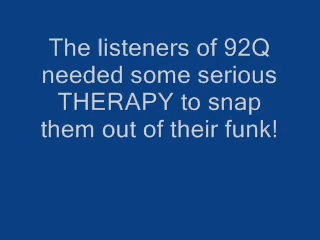 The listeners of 92Q
needed some serious
THERAPY to snap
them out of their funk!